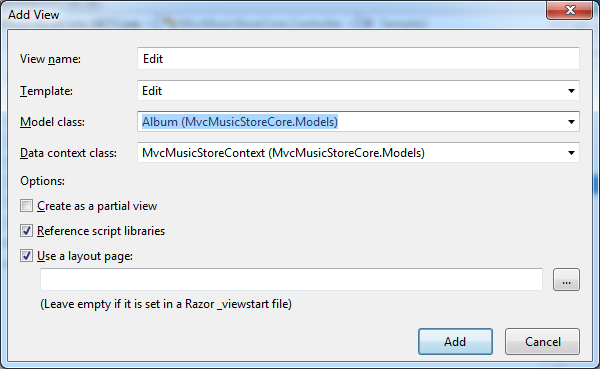 Add View
View name: Edit
Template: Edit
Model class: Album (MvcMusicStoreCore.Models)
Data context class: MvcMusicStoreContext (MvcMusicStoreCore.Models)
Options:
Create as a partial view
Reference script libraries
Use a layout page:
...
(Leave empty if it is set in a Razor _viewstart file)
Add Cancel